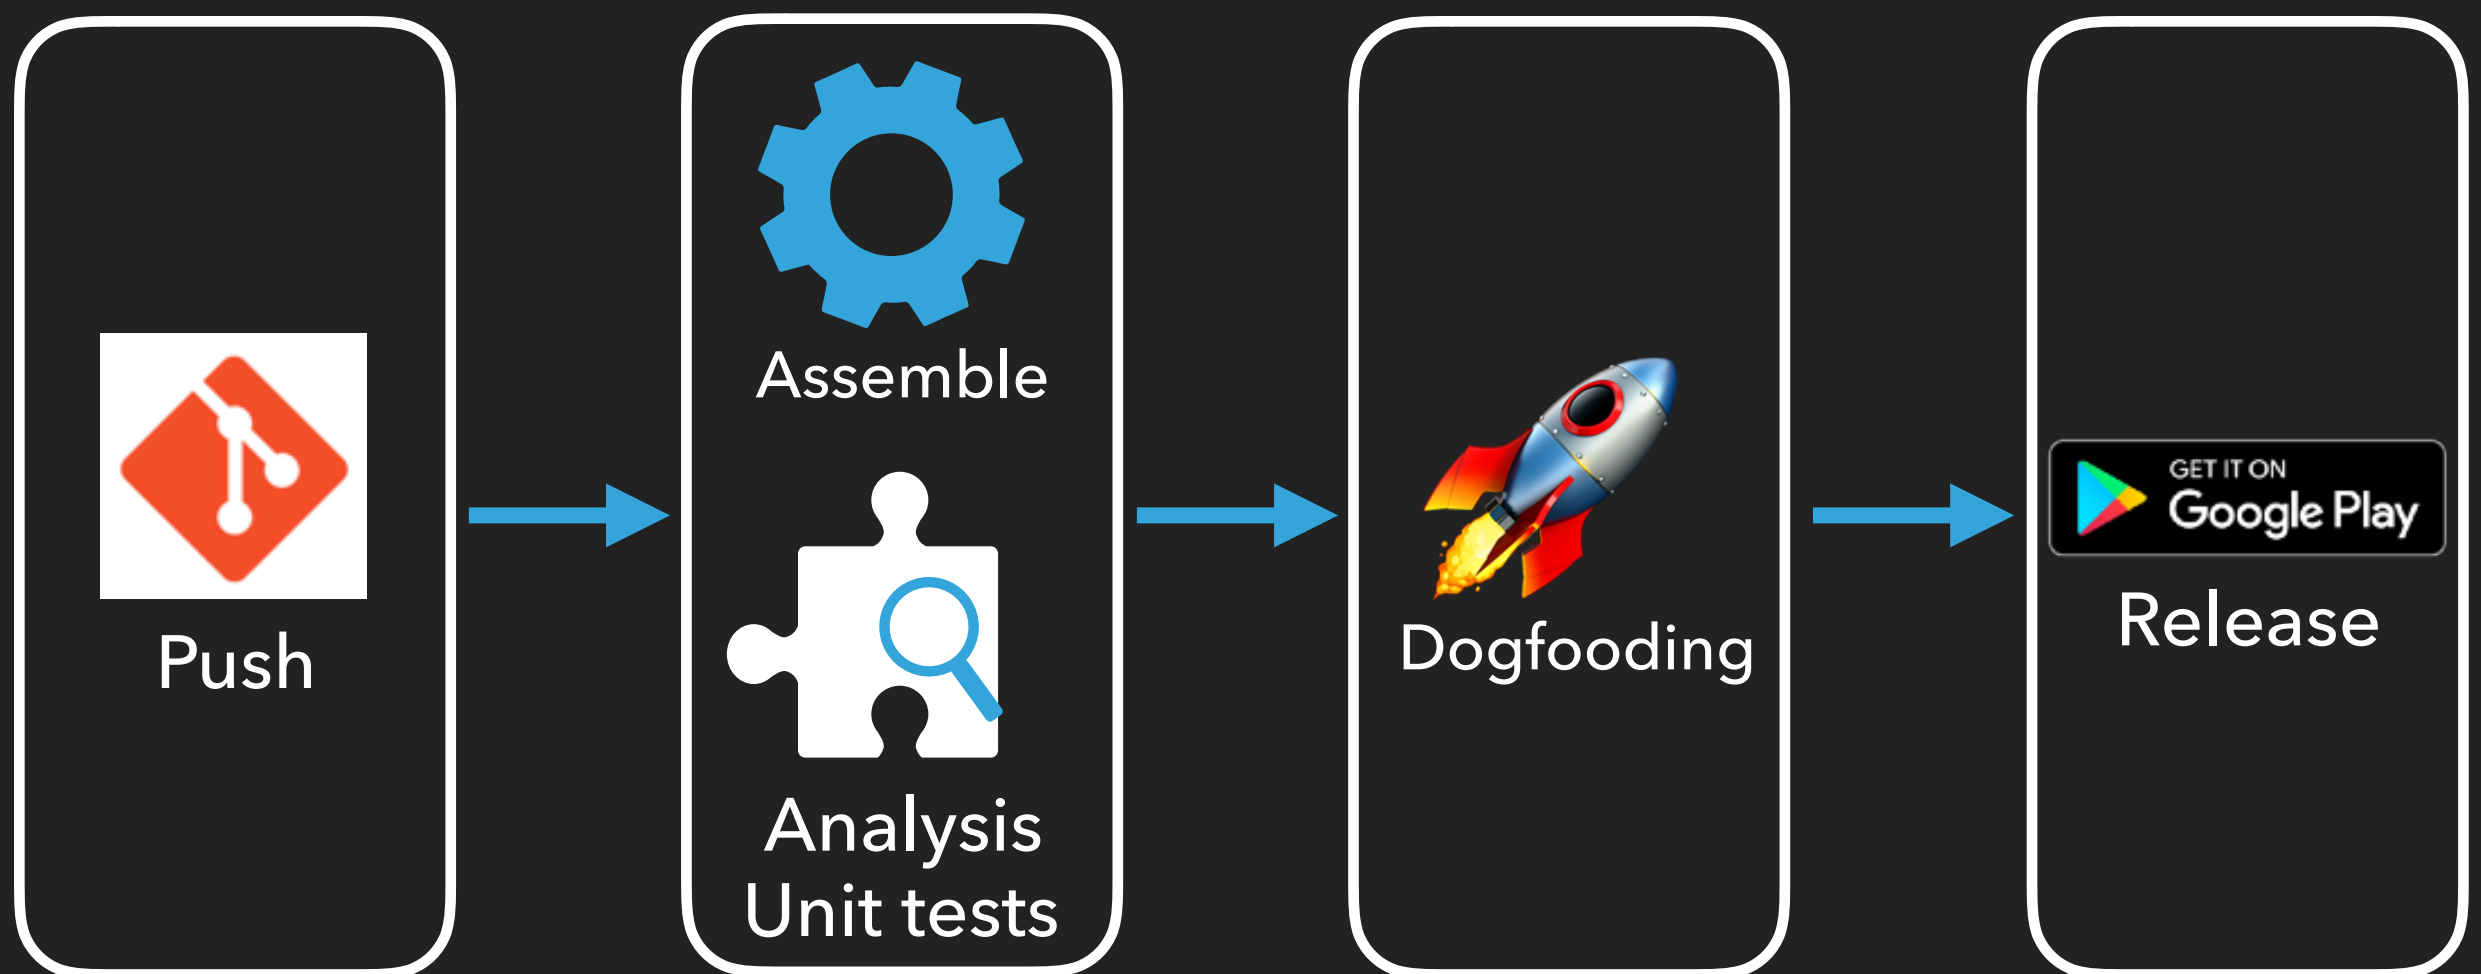 Push
Assemble
Analysis
Unit tests
Dogfooding
GET IT ON
Google Play
Release